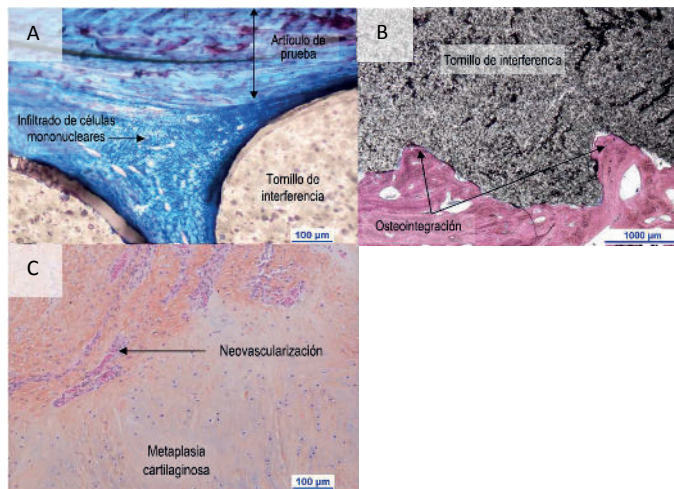 A
Artículo de
prueba
Infiltrado de células
mononucleares
Tornillo de
interferencia
100 µm
B
Tornillo de interferencia
Osteointegración
1000 µm
C
Neovascularización
Metaplasia
cartilaginosa
100 µm